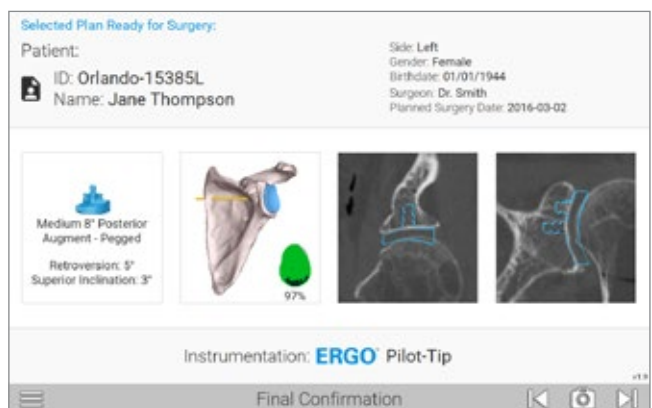 Selected Plan Ready for Surgery:
Patient:
ID: Orlando-15385L
Name: Jane Thompson
Side: Left
Gender: Female
Birthdate: 01/01/1944
Surgeon: Dr. Smith
Planned Surgery Date: 2016-03-02
Medium 8° Posterior
Augment - Pegged
Retroversion: 5°
Superior Inclination: 3°
97%
Instrumentation: ERGO® Pilot-Tip
v1.9
Final Confirmation